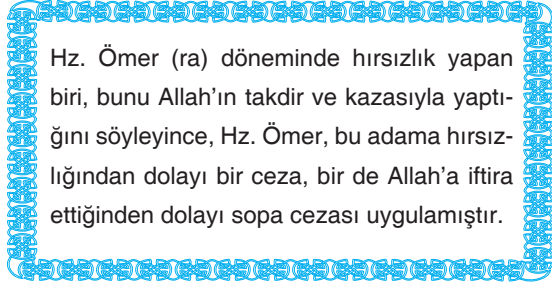 Hz. Ömer (ra) döneminde hırsızlık yapan
biri, bunu Allah’ın takdir ve kazasıyla yaptı-
ğını söyleyince, Hz. Ömer, bu adama hırsız-
lığından dolayı bir ceza, bir de Allah’a iftira
ettiğinden dolayı sopa cezası uygulamıştır.